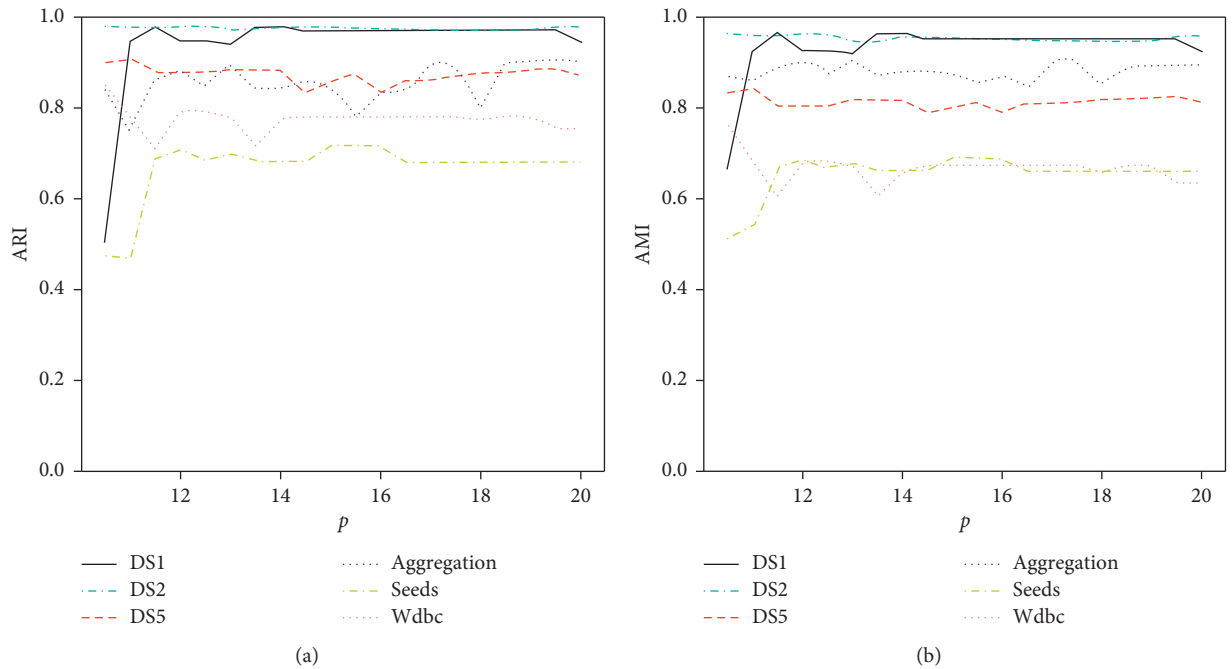 1.0
0.8
0.6
0.4
0.2
0.0
ARI
12 14 16 18 20
p
DS1
DS2
DS5
Aggregation
Seeds
Wdbc
(a)
1.0
0.8
0.6
0.4
0.2
0.0
AMI
12 14 16 18 20
p
DS1
DS2
DS5
Aggregation
Seeds
Wdbc
(b)